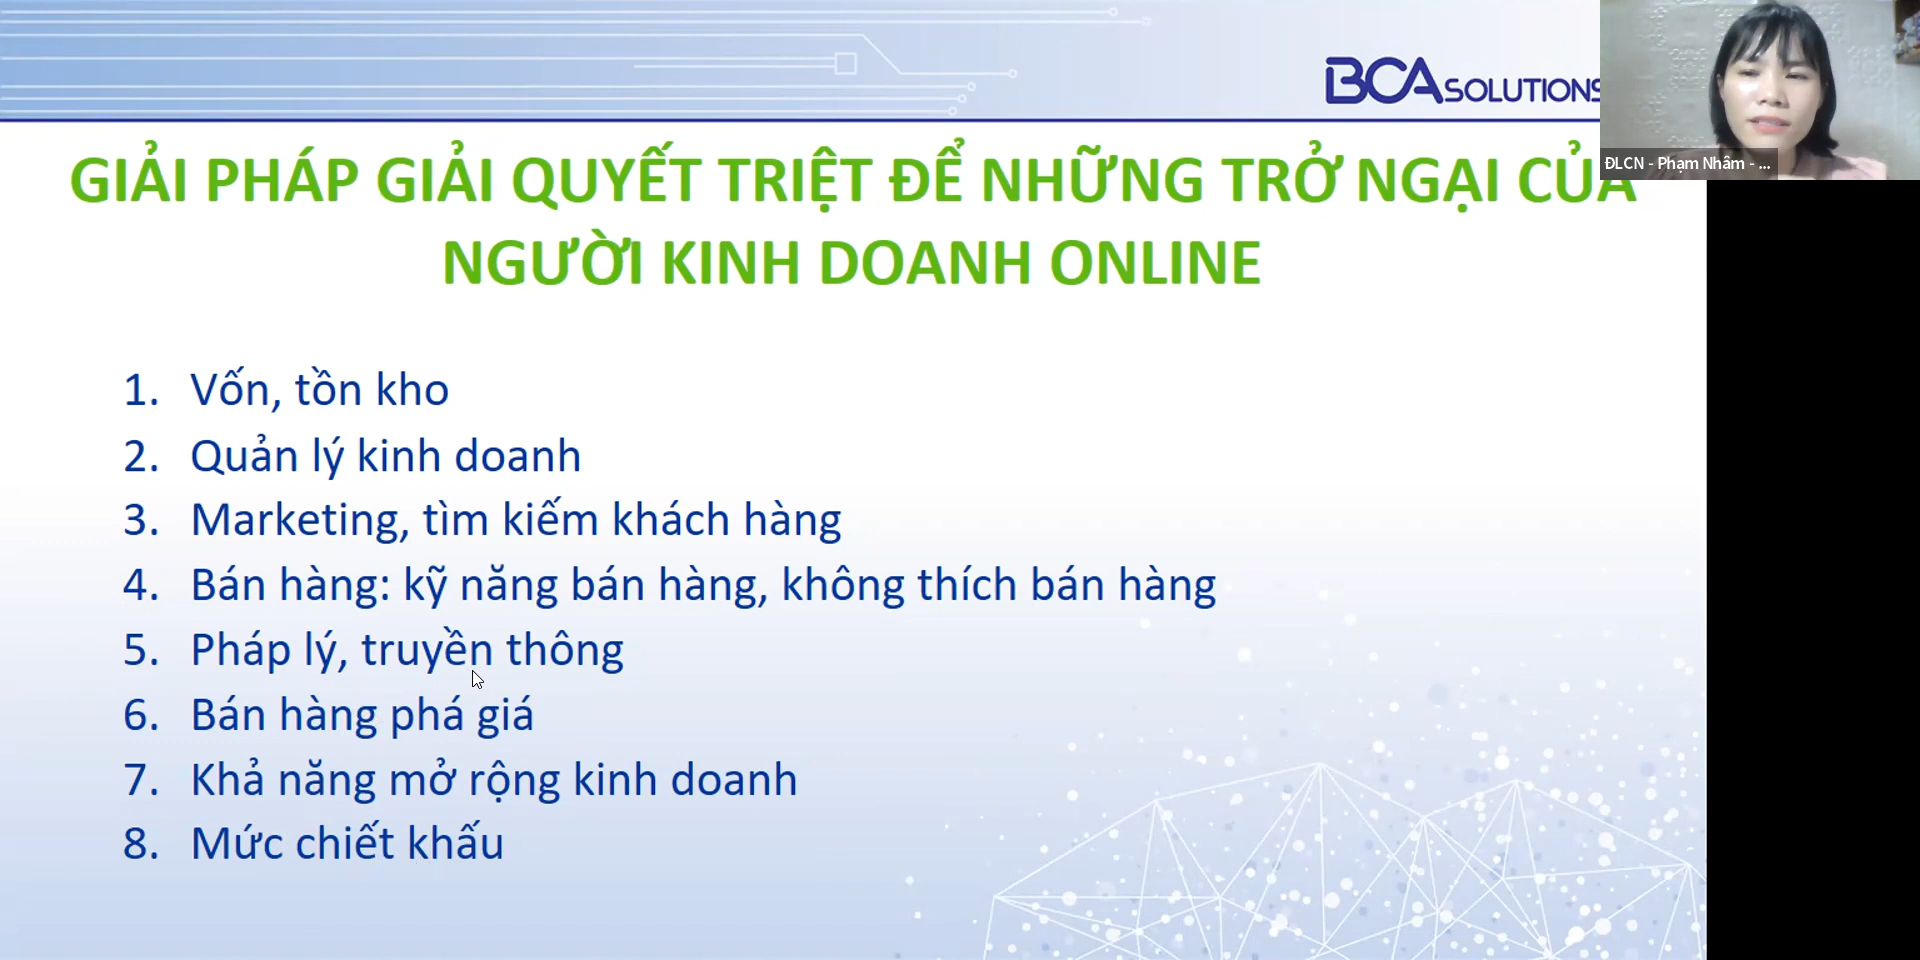 BCA SOLUTIONS
ĐLCN - Phạm Nhâm - ...
GIẢI PHÁP GIẢI QUYẾT TRIỆT ĐỂ NHỮNG TRỞ NGẠI CỦA
NGƯỜI KINH DOANH ONLINE
1. Vốn, tồn kho
2. Quản lý kinh doanh
3. Marketing, tìm kiếm khách hàng
4. Bán hàng: kỹ năng bán hàng, không thích bán hàng
5. Pháp lý, truyền thông
6. Bán hàng phá giá
7. Khả năng mở rộng kinh doanh
8. Mức chiết khấu